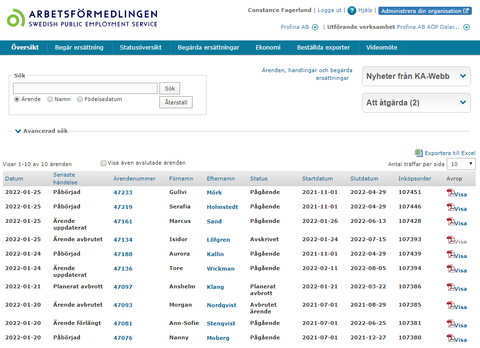 ARBETSFÖRMEDLINGEN
SWEDISH PUBLIC EMPLOYMENT SERVICE
Constance Fagerlund | Logga ut | Hjälp | Administrera din organisation
Profina AB | Utförande verksamhet Profina AB AÖP Dalar...
Översikt Begär ersättning Statusöversikt Begärda ersättningar Ekonomi Beställda exporter Videomöte
Sök
Sök
Ärende Namn Födelsedatum
Återställ
Ärenden, handlingar och begärda
ersättningar
Nyheter från KA-Webb
Att åtgärda (2)
Avancerad sök
Exportera till Excel
Visar 1-10 av 10 ärenden Visa även avslutade ärenden Antal träffar per sida 10
Datum Senaste händelse Ärendenummer Förnamn Efternamn Status Startdatum Slutdatum Inköpsorder Avrop
2022-01-25 Påbörjad 47233 Gullvi Mörk Pågående 2021-11-01 2022-04-29 107451 Visa
2022-01-25 Påbörjad 47219 Serafia Holmstedt Pågående 2021-11-01 2022-04-29 107446 Visa
2022-01-25 Ärende uppdaterat 47161 Marcus Sand Pågående 2022-01-26 2022-06-13 107428 Visa
2022-01-24 Ärende avbrutet 47134 Isidor Löfgren Avskrivet 2022-01-24 2022-07-15 107393 Visa
2022-01-24 Påbörjad 47188 Aurora Kallin Pågående 2021-11-01 2022-04-29 107439 Visa
2022-01-24 Ärende uppdaterat 47136 Tore Wickman Pågående 2022-02-11 2022-08-05 107394 Visa
2022-01-21 Planerat avbrott 47097 Anshelm Klang Planerat avbrott 2022-01-21 2022-03-22 107386 Visa
2022-01-20 Ärende avbrutet 47093 Morgan Nordqvist Avbrutet ärende 2021-07-01 2021-08-29 107385 Visa
2022-01-20 Ärende förlängt 47081 Ann-Sofie Stenqvist Pågående 2021-07-01 2022-06-25 107381 Visa
2022-01-20 Påbörjad 47076 Nanny Moberg Pågående 2021-07-01 2021-12-27 107380 Visa